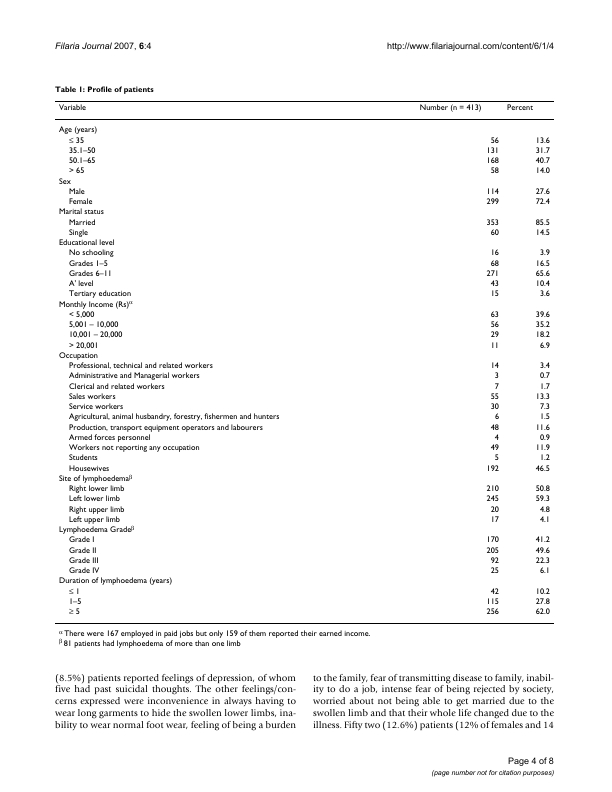 Filaria Journal 2007, 6:4 http://www.filariajournal.com/content/6/1/4
Table 1: Profile of patients
Variable Number (n = 413) Percent
Age (years)
≤ 35 56 13.6
35.1–50 131 31.7
50.1–65 168 40.7
> 65 58 14.0
Sex
Male 114 27.6
Female 299 72.4
Marital status
Married 353 85.5
Single 60 14.5
Educational level
No schooling 16 3.9
Grades 1–5 68 16.5
Grades 6–11 271 65.6
A' level 43 10.4
Tertiary education 15 3.6
Monthly Income (Rs)α
< 5,000 63 39.6
5,001 – 10,000 56 35.2
10,001 – 20,000 29 18.2
> 20,001 11 6.9
Occupation
Professional, technical and related workers 14 3.4
Administrative and Managerial workers 3 0.7
Clerical and related workers 7 1.7
Sales workers 55 13.3
Service workers 30 7.3
Agricultural, animal husbandry, forestry, fishermen and hunters 6 1.5
Production, transport equipment operators and labourers 48 11.6
Armed forces personnel 4 0.9
Workers not reporting any occupation 49 11.9
Students 5 1.2
Housewives 192 46.5
Site of lymphoedemaβ
Right lower limb 210 50.8
Left lower limb 245 59.3
Right upper limb 20 4.8
Left upper limb 17 4.1
Lymphoedema Gradeβ
Grade I 170 41.2
Grade II 205 49.6
Grade III 92 22.3
Grade IV 25 6.1
Duration of lymphoedema (years)
≤ 1 42 10.2
1–5 115 27.8
≥ 5 256 62.0
α There were 167 employed in paid jobs but only 159 of them reported their earned income.
β 81 patients had lymphoedema of more than one limb
(8.5%) patients reported feelings of depression, of whom
five had past suicidal thoughts. The other feelings/con-
cerns expressed were inconvenience in always having to
wear long garments to hide the swollen lower limbs, ina-
bility to wear normal foot wear, feeling of being a burden
to the family, fear of transmitting disease to family, inabil-
ity to do a job, intense fear of being rejected by society,
worried about not being able to get married due to the
swollen limb and that their whole life changed due to the
illness. Fifty two (12.6%) patients (12% of females and 14
Page 4 of 8
(page number not for citation purposes)